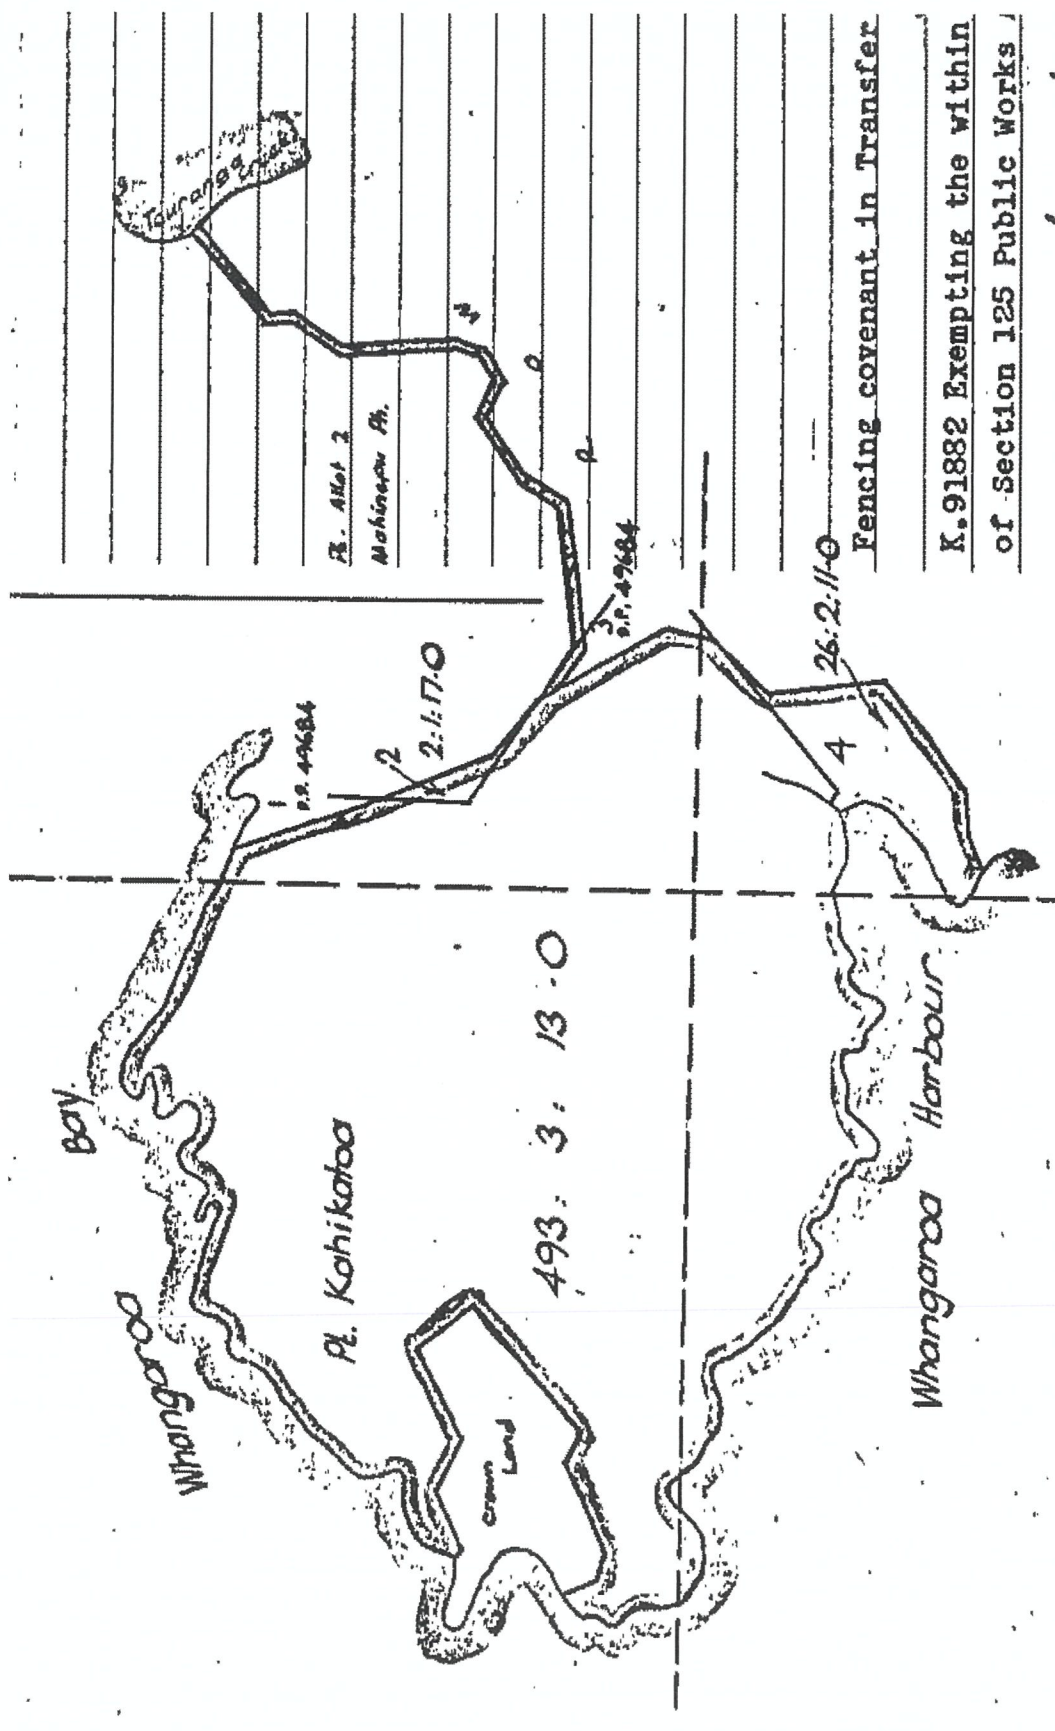 Whangaroa
Bay.
Tauranga
Creek
Pt. Allot 2
Mahinepu Ph.
1
D.P. 49684
2
2:1:17.0
3
D.P. 49684
26:2:11.0
4
Pt. Kahikatoa
493: 3: 13.0
Crown
Land
Whangaroa Harbour.
Fencing covenant in Transfer
K.91882 Exempting the within
of Section 125 Public Works